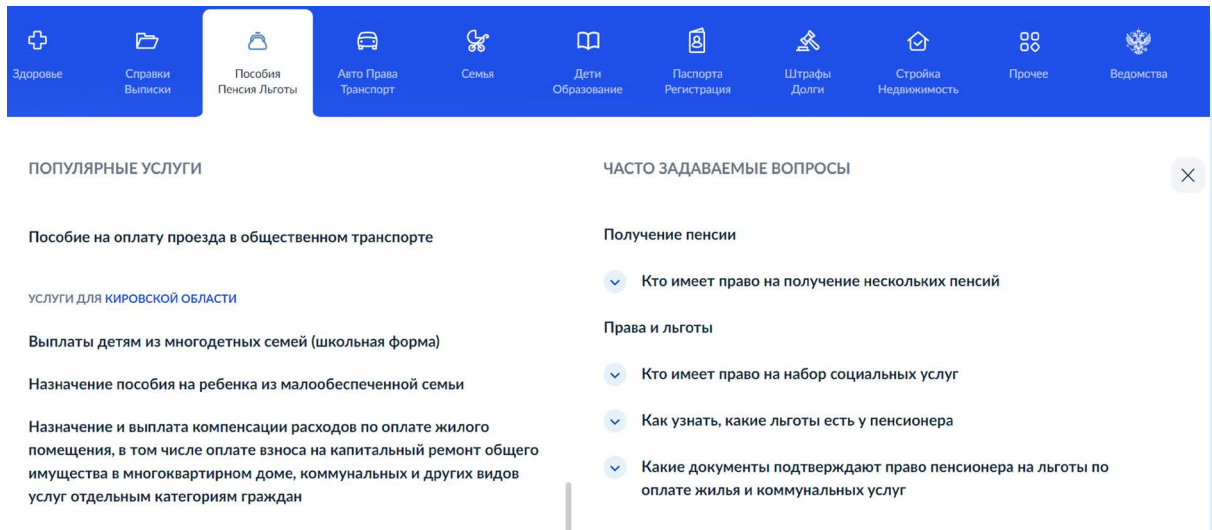 Здоровье
Справки
Выписки
Пособия
Пенсия Льготы
Авто Права
Транспорт
Семья
Дети
Образование
Паспорта
Регистрация
Штрафы
Долги
Стройка
Недвижимость
Прочее
Ведомства
ПОПУЛЯРНЫЕ УСЛУГИ
Пособие на оплату проезда в общественном транспорте
УСЛУГИ ДЛЯ КИРОВСКОЙ ОБЛАСТИ
Выплаты детям из многодетных семей (школьная форма)
Назначение пособия на ребенка из малообеспеченной семьи
Назначение и выплата компенсации расходов по оплате жилого
помещения, в том числе оплате взноса на капитальный ремонт общего
имущества в многоквартирном доме, коммунальных и других видов
услуг отдельным категориям граждан
ЧАСТО ЗАДАВАЕМЫЕ ВОПРОСЫ
Получение пенсии
Кто имеет право на получение нескольких пенсий
Права и льготы
Кто имеет право на набор социальных услуг
Как узнать, какие льготы есть у пенсионера
Какие документы подтверждают право пенсионера на льготы по
оплате жилья и коммунальных услуг